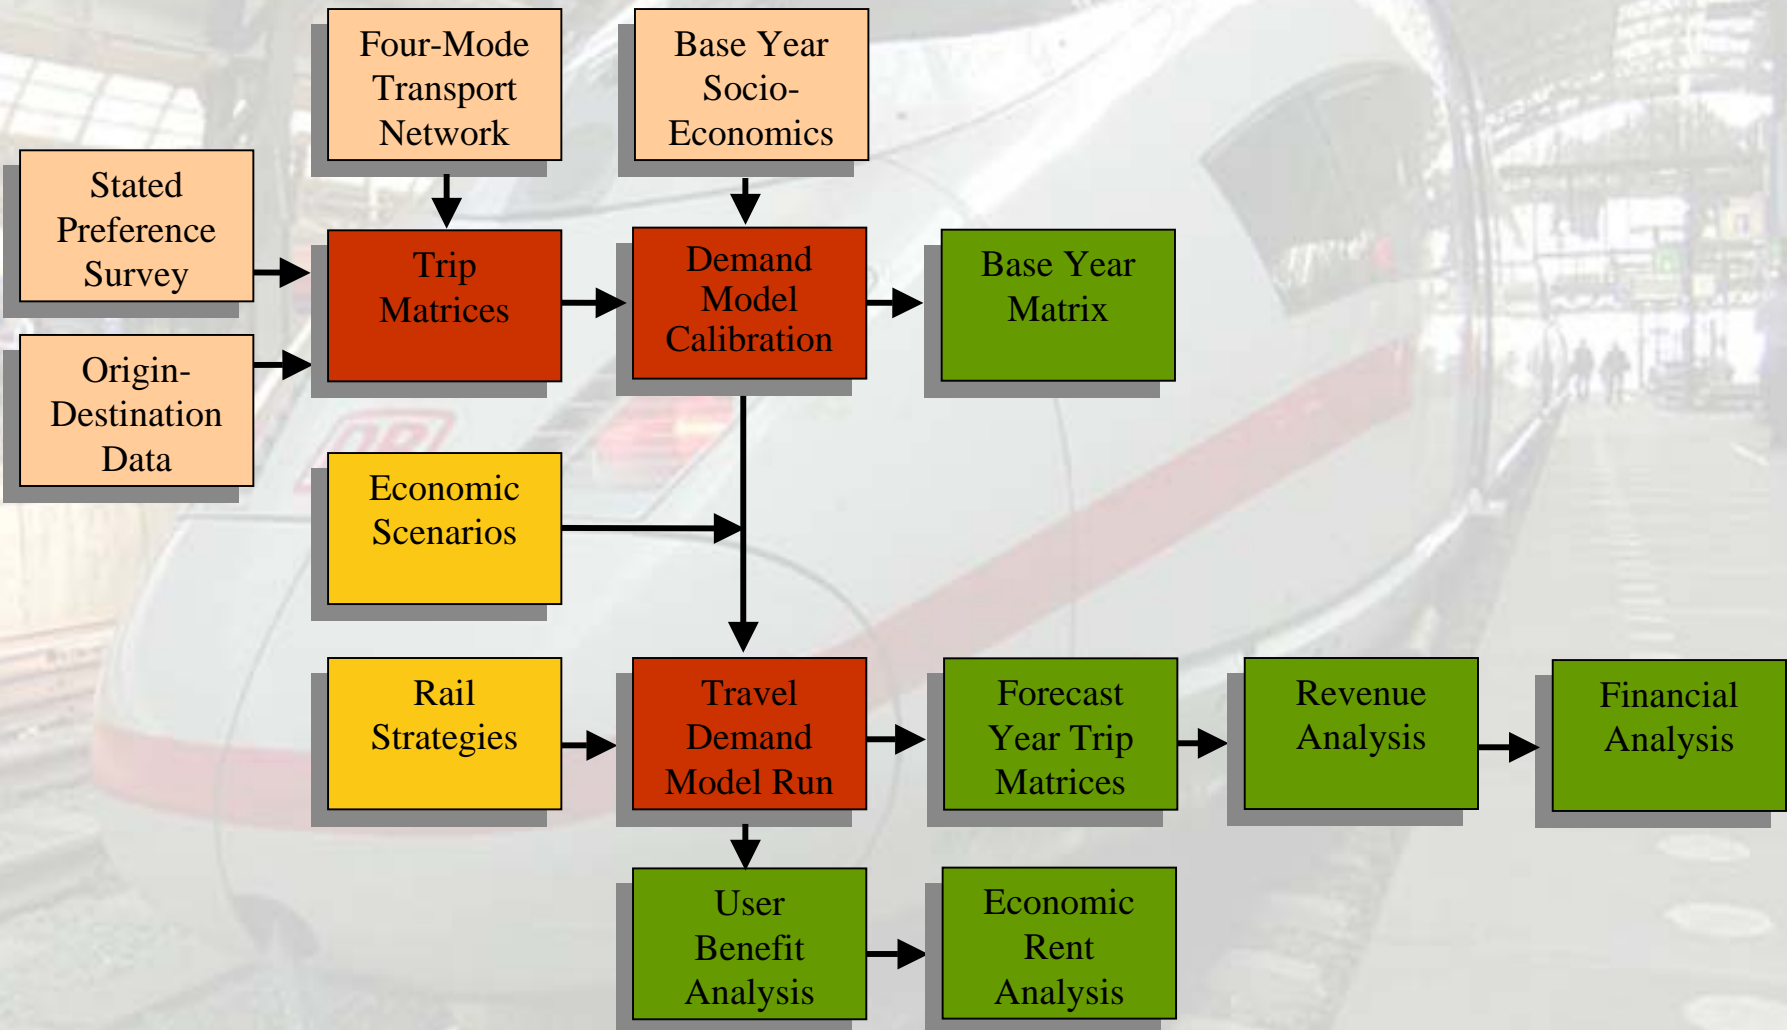 Four-Mode
Transport
Network
Base Year
Socio-
Economics
Stated
Preference
Survey
Trip
Matrices
Demand
Model
Calibration
Base Year
Matrix
Origin-
Destination
Data
Economic
Scenarios
Rail
Strategies
Travel
Demand
Model Run
Forecast
Year Trip
Matrices
Revenue
Analysis
Financial
Analysis
User
Benefit
Analysis
Economic
Rent
Analysis
DB